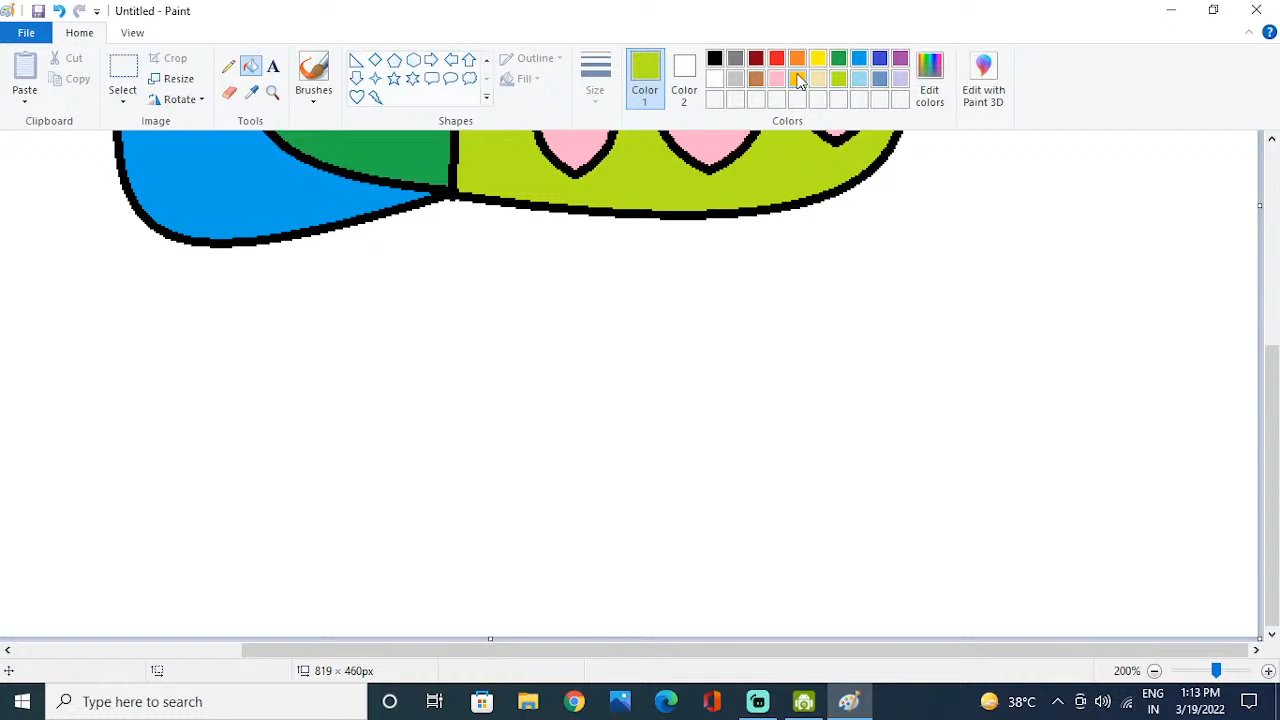 Untitled - Paint
File
Home
View
Paste
Cut
Copy
Clipboard
Select
Crop
Resize
Rotate
Image
A
Tools
Brushes
Shapes
Outline
Fill
Size
Color
1
Color
2
Colors
Edit
colors
Edit with
Paint 3D
819 × 460px
200%
Type here to search
38°C
ENG
IN
1:13 PM
3/19/2022